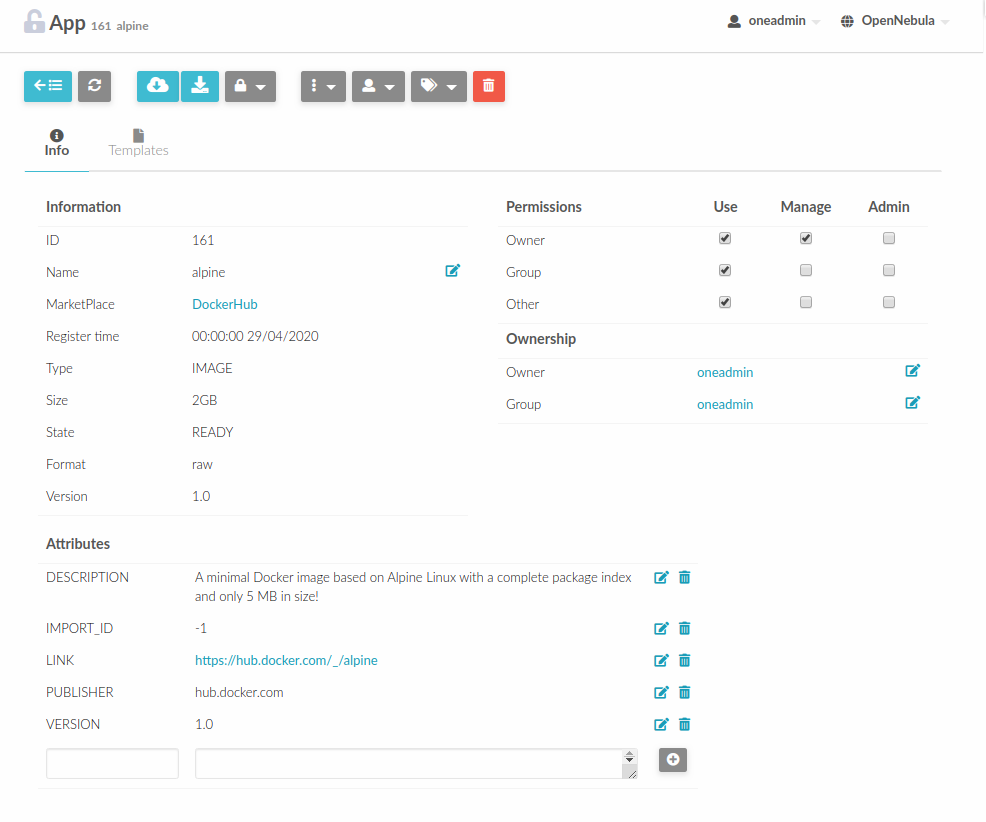 App 161 alpine
oneadmin
OpenNebula
Info
Templates
Information
ID 161
Name alpine
MarketPlace DockerHub
Register time 00:00:00 29/04/2020
Type IMAGE
Size 2GB
State READY
Format raw
Version 1.0
Permissions Use Manage Admin
Owner
Group
Other
Ownership
Owner oneadmin
Group oneadmin
Attributes
DESCRIPTION A minimal Docker image based on Alpine Linux with a complete package index
and only 5 MB in size!
IMPORT_ID -1
LINK https://hub.docker.com/_/alpine
PUBLISHER hub.docker.com
VERSION 1.0